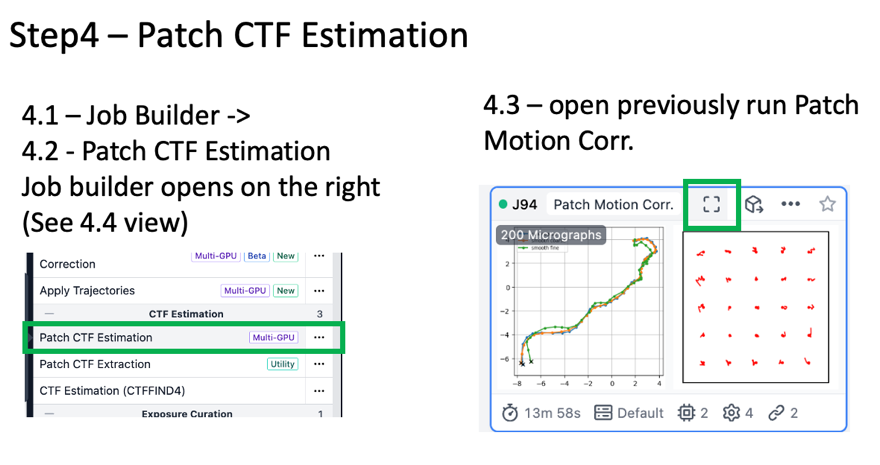 Step4 – Patch CTF Estimation
4.1 – Job Builder ->
4.2 - Patch CTF Estimation
Job builder opens on the right
(See 4.4 view)
Correction Multi-GPU Beta New ...
Apply Trajectories Multi-GPU New ...
— CTF Estimation 3
Patch CTF Estimation Multi-GPU ...
Patch CTF Extraction Utility ...
CTF Estimation (CTFFIND4) ...
— Exposure Curation 1
4.3 – open previously run Patch
Motion Corr.
J94 Patch Motion Corr. ...
200 Micrographs
smooth fine
4
2
0
−2
−4
−6
−8 −6 −4 −2 0 2 4
13m 58s Default 2 4 2